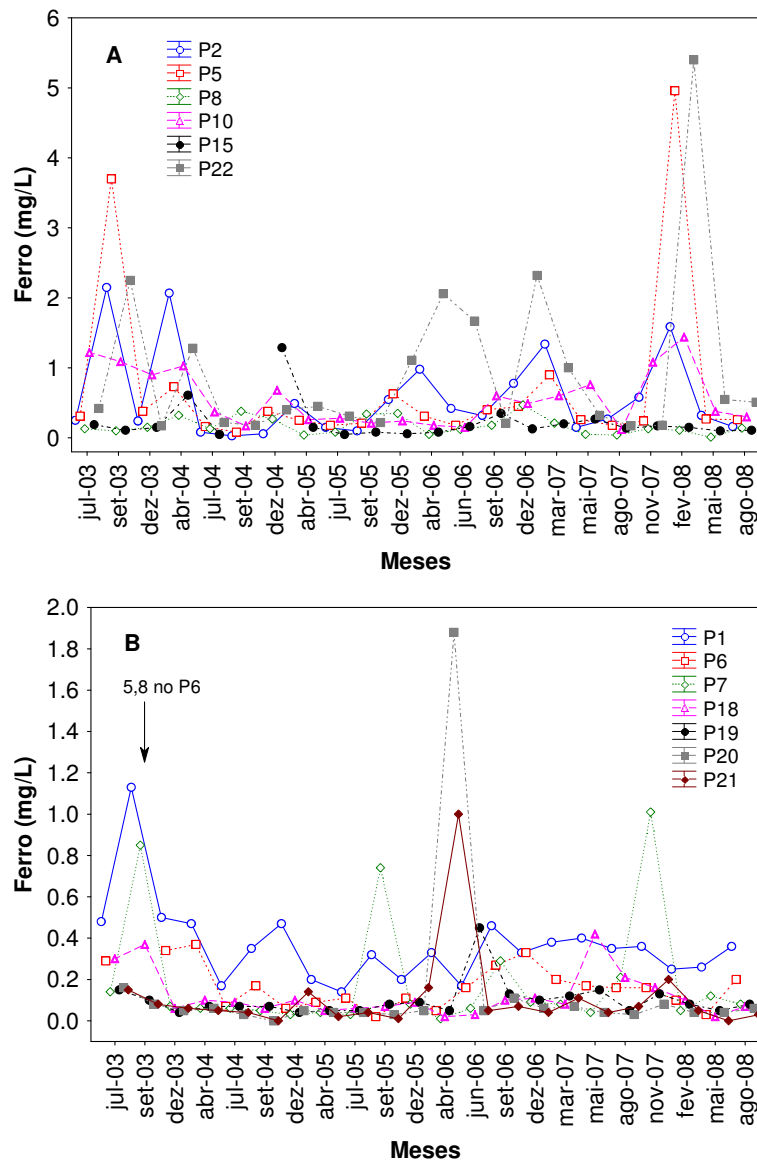 A
P2
P5
P8
P10
P15
P22
Ferro (mg/L)
6
5
4
3
2
1
0
jul-03
set-03
dez-03
abr-04
jul-04
set-04
dez-04
abr-05
jul-05
set-05
dez-05
abr-06
jun-06
set-06
dez-06
mar-07
mai-07
ago-07
nov-07
fev-08
mai-08
ago-08
Meses
B
5,8 no P6
P1
P6
P7
P18
P19
P20
P21
Ferro (mg/L)
2.0
1.8
1.6
1.4
1.2
1.0
0.8
0.6
0.4
0.2
0.0
jul-03
set-03
dez-03
abr-04
jul-04
set-04
dez-04
abr-05
jul-05
set-05
dez-05
abr-06
jun-06
set-06
dez-06
mar-07
mai-07
ago-07
nov-07
fev-08
mai-08
ago-08
Meses